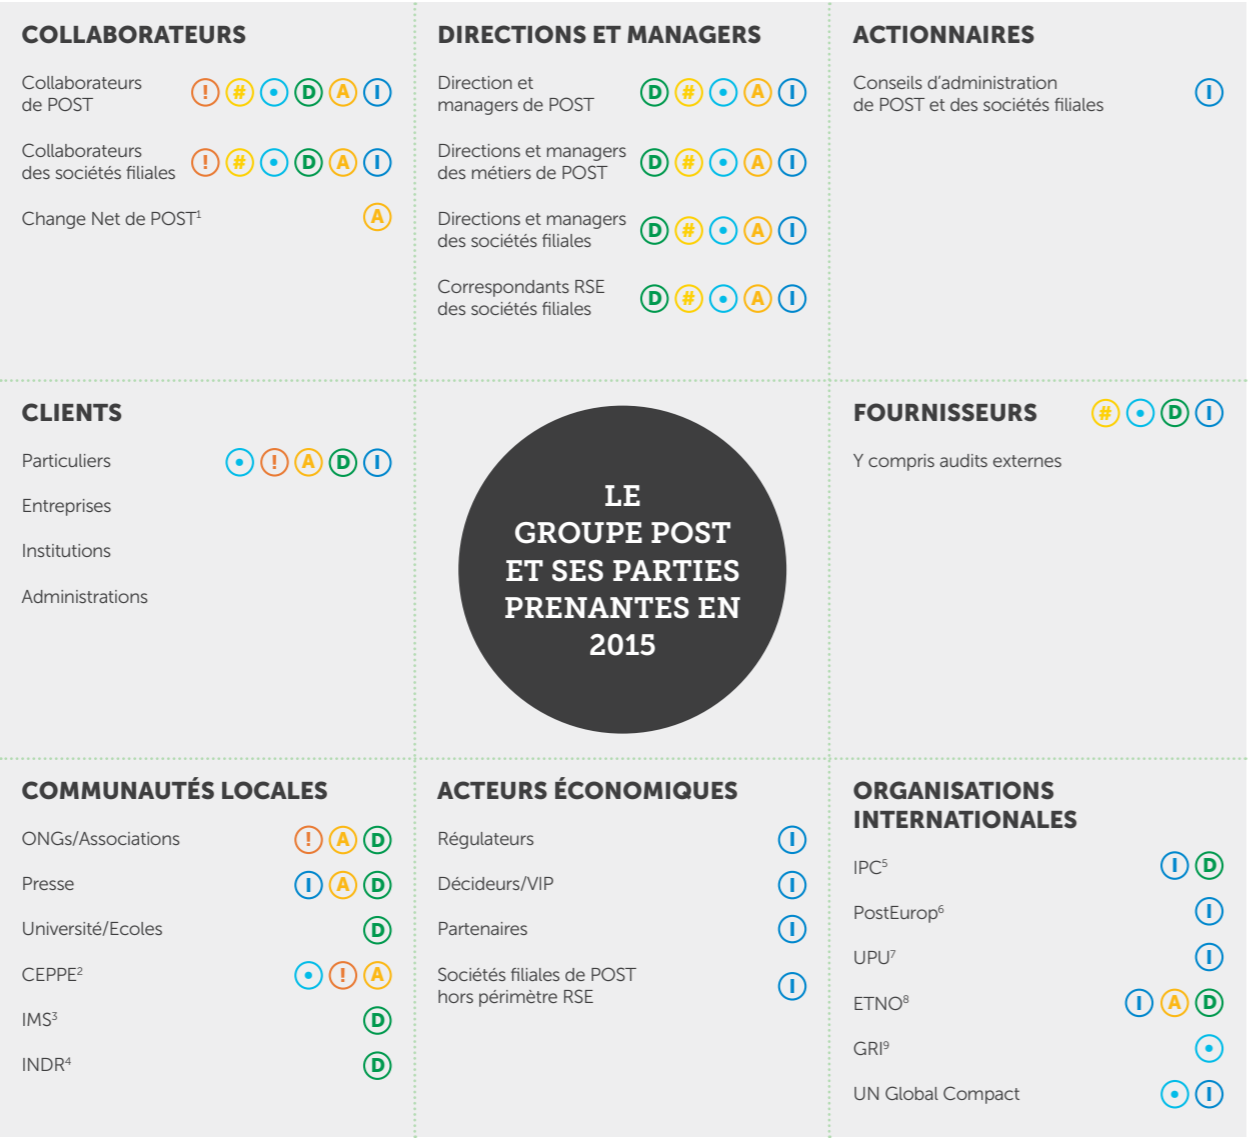 COLLABORATEURS
Collaborateurs
de POST
! # • D A I
Collaborateurs
des sociétés filiales
! # • D A I
Change Net de POST¹
A
DIRECTIONS ET MANAGERS
Direction et
managers de POST
D # • A I
Directions et managers
des métiers de POST
D # • A I
Directions et managers
des sociétés filiales
D # • A I
Correspondants RSE
des sociétés filiales
D # • A I
ACTIONNAIRES
Conseils d'administration
de POST et des sociétés filiales
I
CLIENTS
Particuliers • ! A D I
Entreprises
Institutions
Administrations
LE
GROUPE POST
ET SES PARTIES
PRENANTES EN
2015
FOURNISSEURS # • D I
Y compris audits externes
COMMUNAUTÉS LOCALES
ONGs/Associations ! A D
Presse I A D
Université/Ecoles D
CEPPE² • ! A
IMS³ D
INDR⁴ D
ACTEURS ÉCONOMIQUES
Régulateurs I
Décideurs/VIP I
Partenaires I
Sociétés filiales de POST
hors périmètre RSE
I
ORGANISATIONS
INTERNATIONALES
IPC⁵ I D
PostEurop⁶ I
UPU⁷ I
ETNO⁸ I A D
GRI⁹ •
UN Global Compact • I